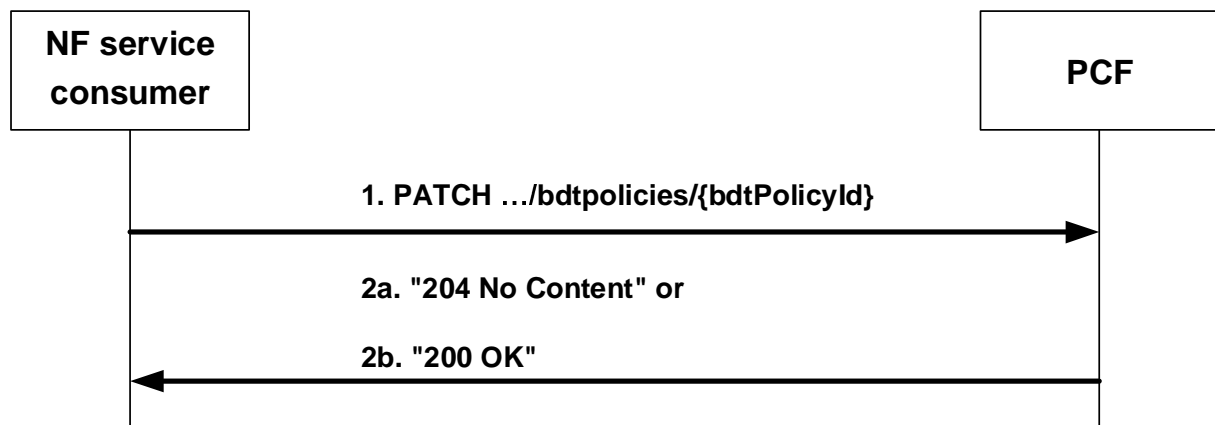 NF service
consumer
PCF
1. PATCH …/bdtpolicies/{bdtPolicyId}
2a. "204 No Content" or
2b. "200 OK"